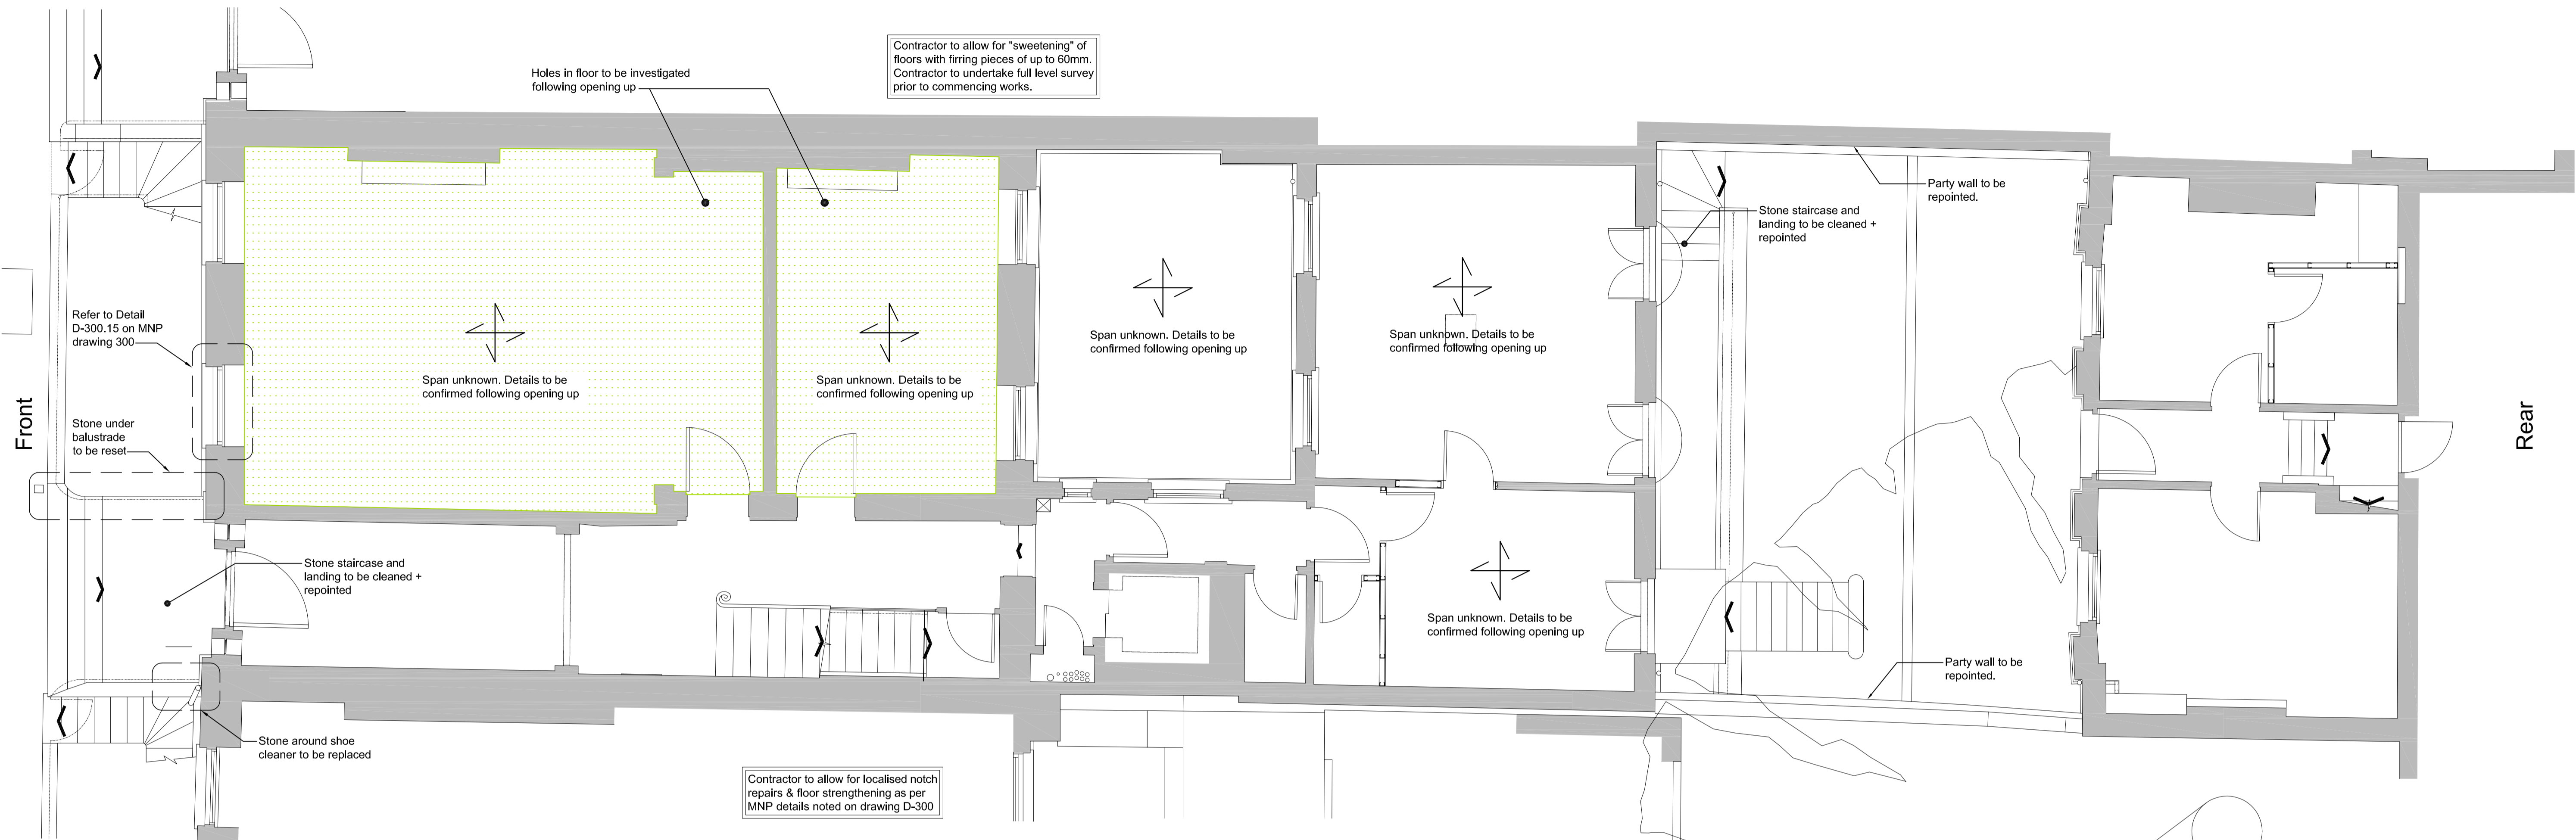 Contractor to allow for "sweetening" of
floors with firring pieces of up to 60mm.
Contractor to undertake full level survey
prior to commencing works.
Holes in floor to be investigated
following opening up
Party wall to be
repointed.
Stone staircase and
landing to be cleaned +
repointed
Refer to Detail
D-300.15 on MNP
drawing 300
Span unknown. Details to be
confirmed following opening up
Span unknown. Details to be
confirmed following opening up
Span unknown. Details to be
confirmed following opening up
Span unknown. Details to be
confirmed following opening up
Front
Rear
Stone under
balustrade
to be reset
Stone staircase and
landing to be cleaned +
repointed
Span unknown. Details to be
confirmed following opening up
Party wall to be
repointed.
Stone around shoe
cleaner to be replaced
Contractor to allow for localised notch
repairs & floor strengthening as per
MNP details noted on drawing D-300